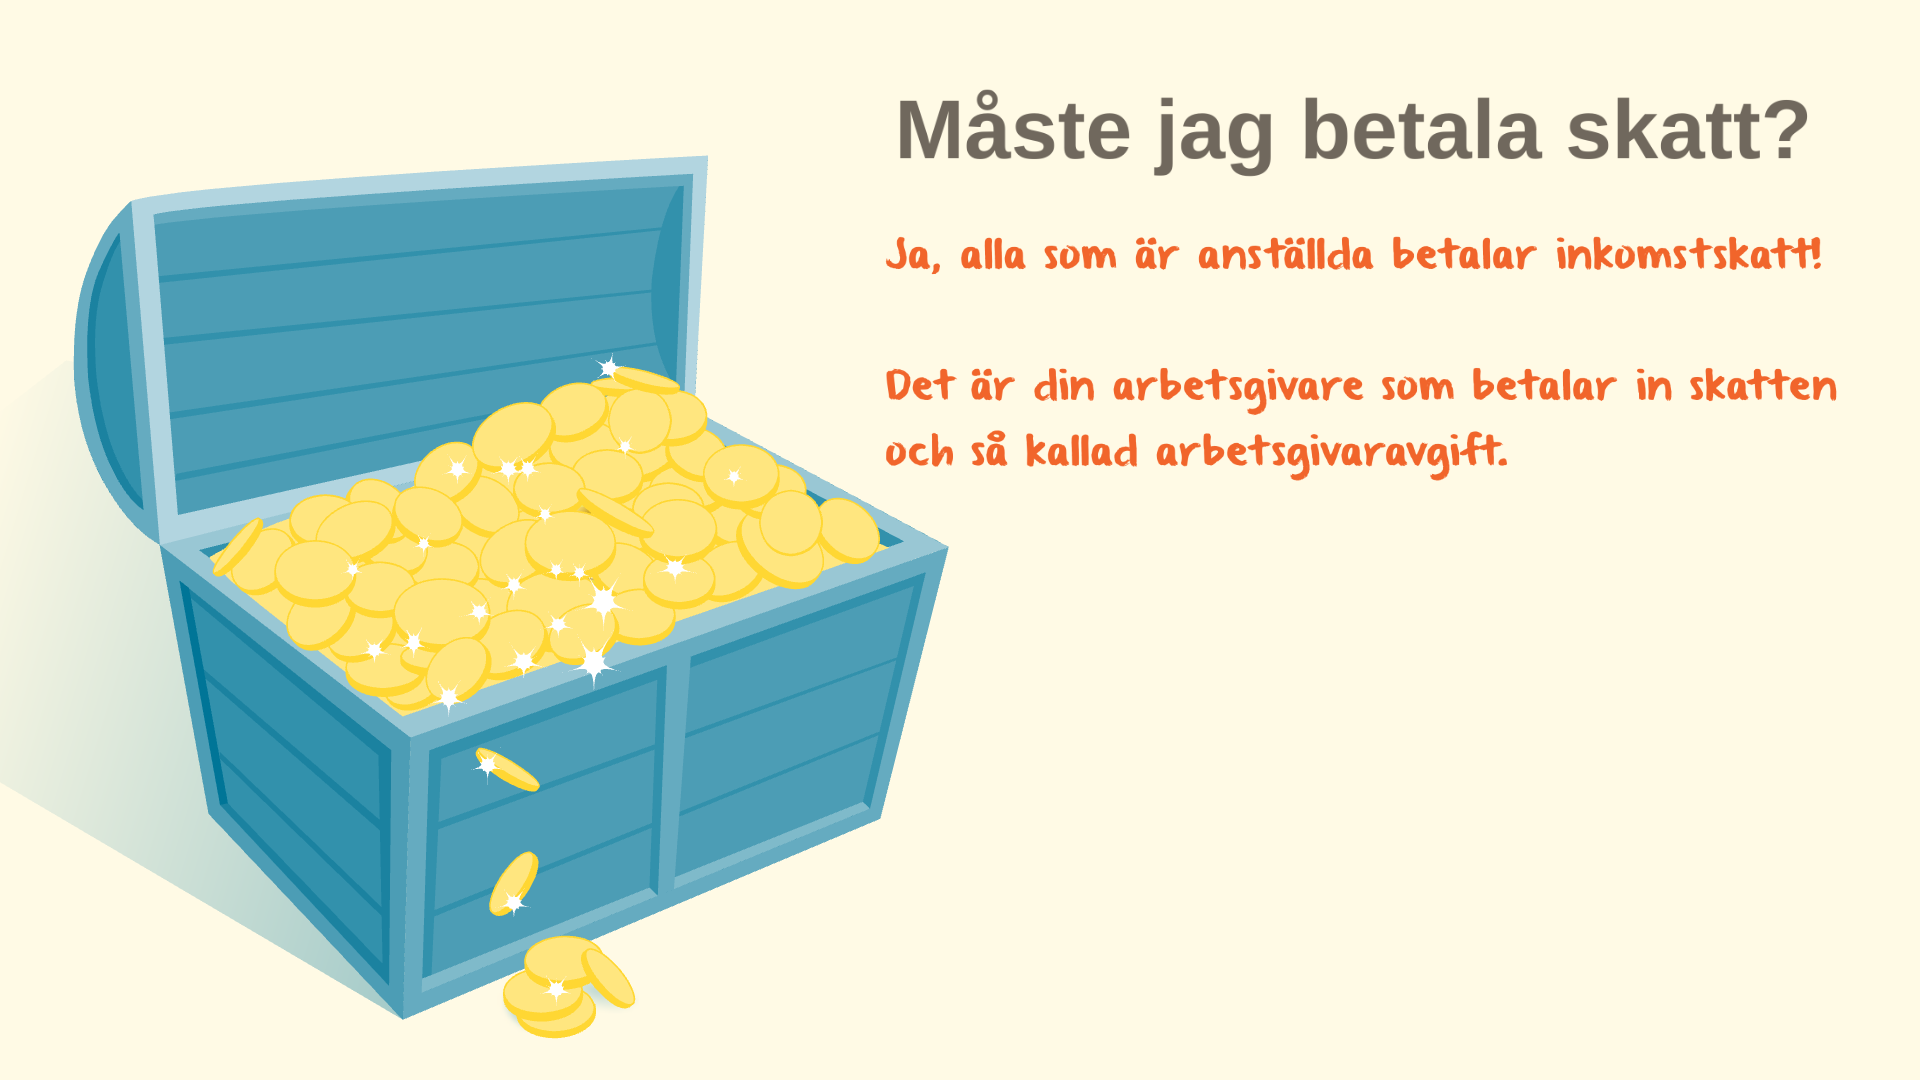 Måste jag betala skatt?
Ja, alla som är anställda betalar inkomstskatt!
Det är din arbetsgivare som betalar in skatten
och så kallad arbetsgivaravgift.